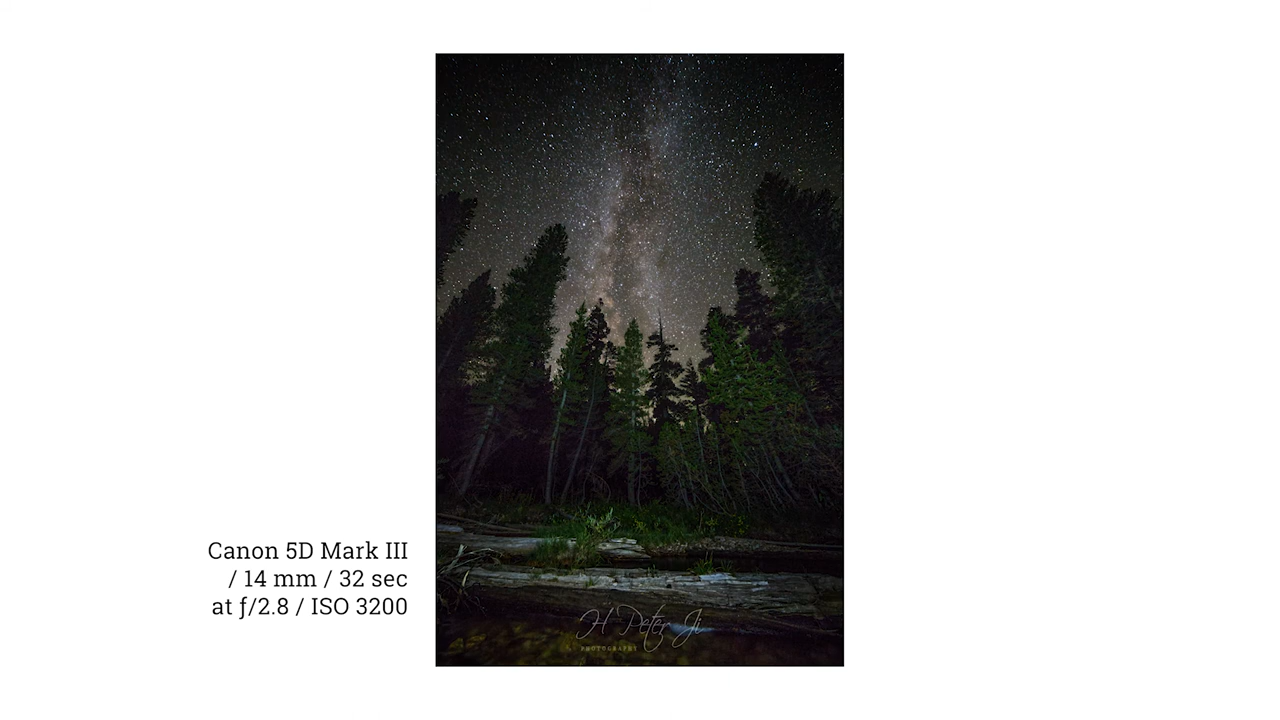 Canon 5D Mark III
/ 14 mm / 32 sec
at ƒ/2.8 / ISO 3200
H Peter Ji
PHOTOGRAPHY